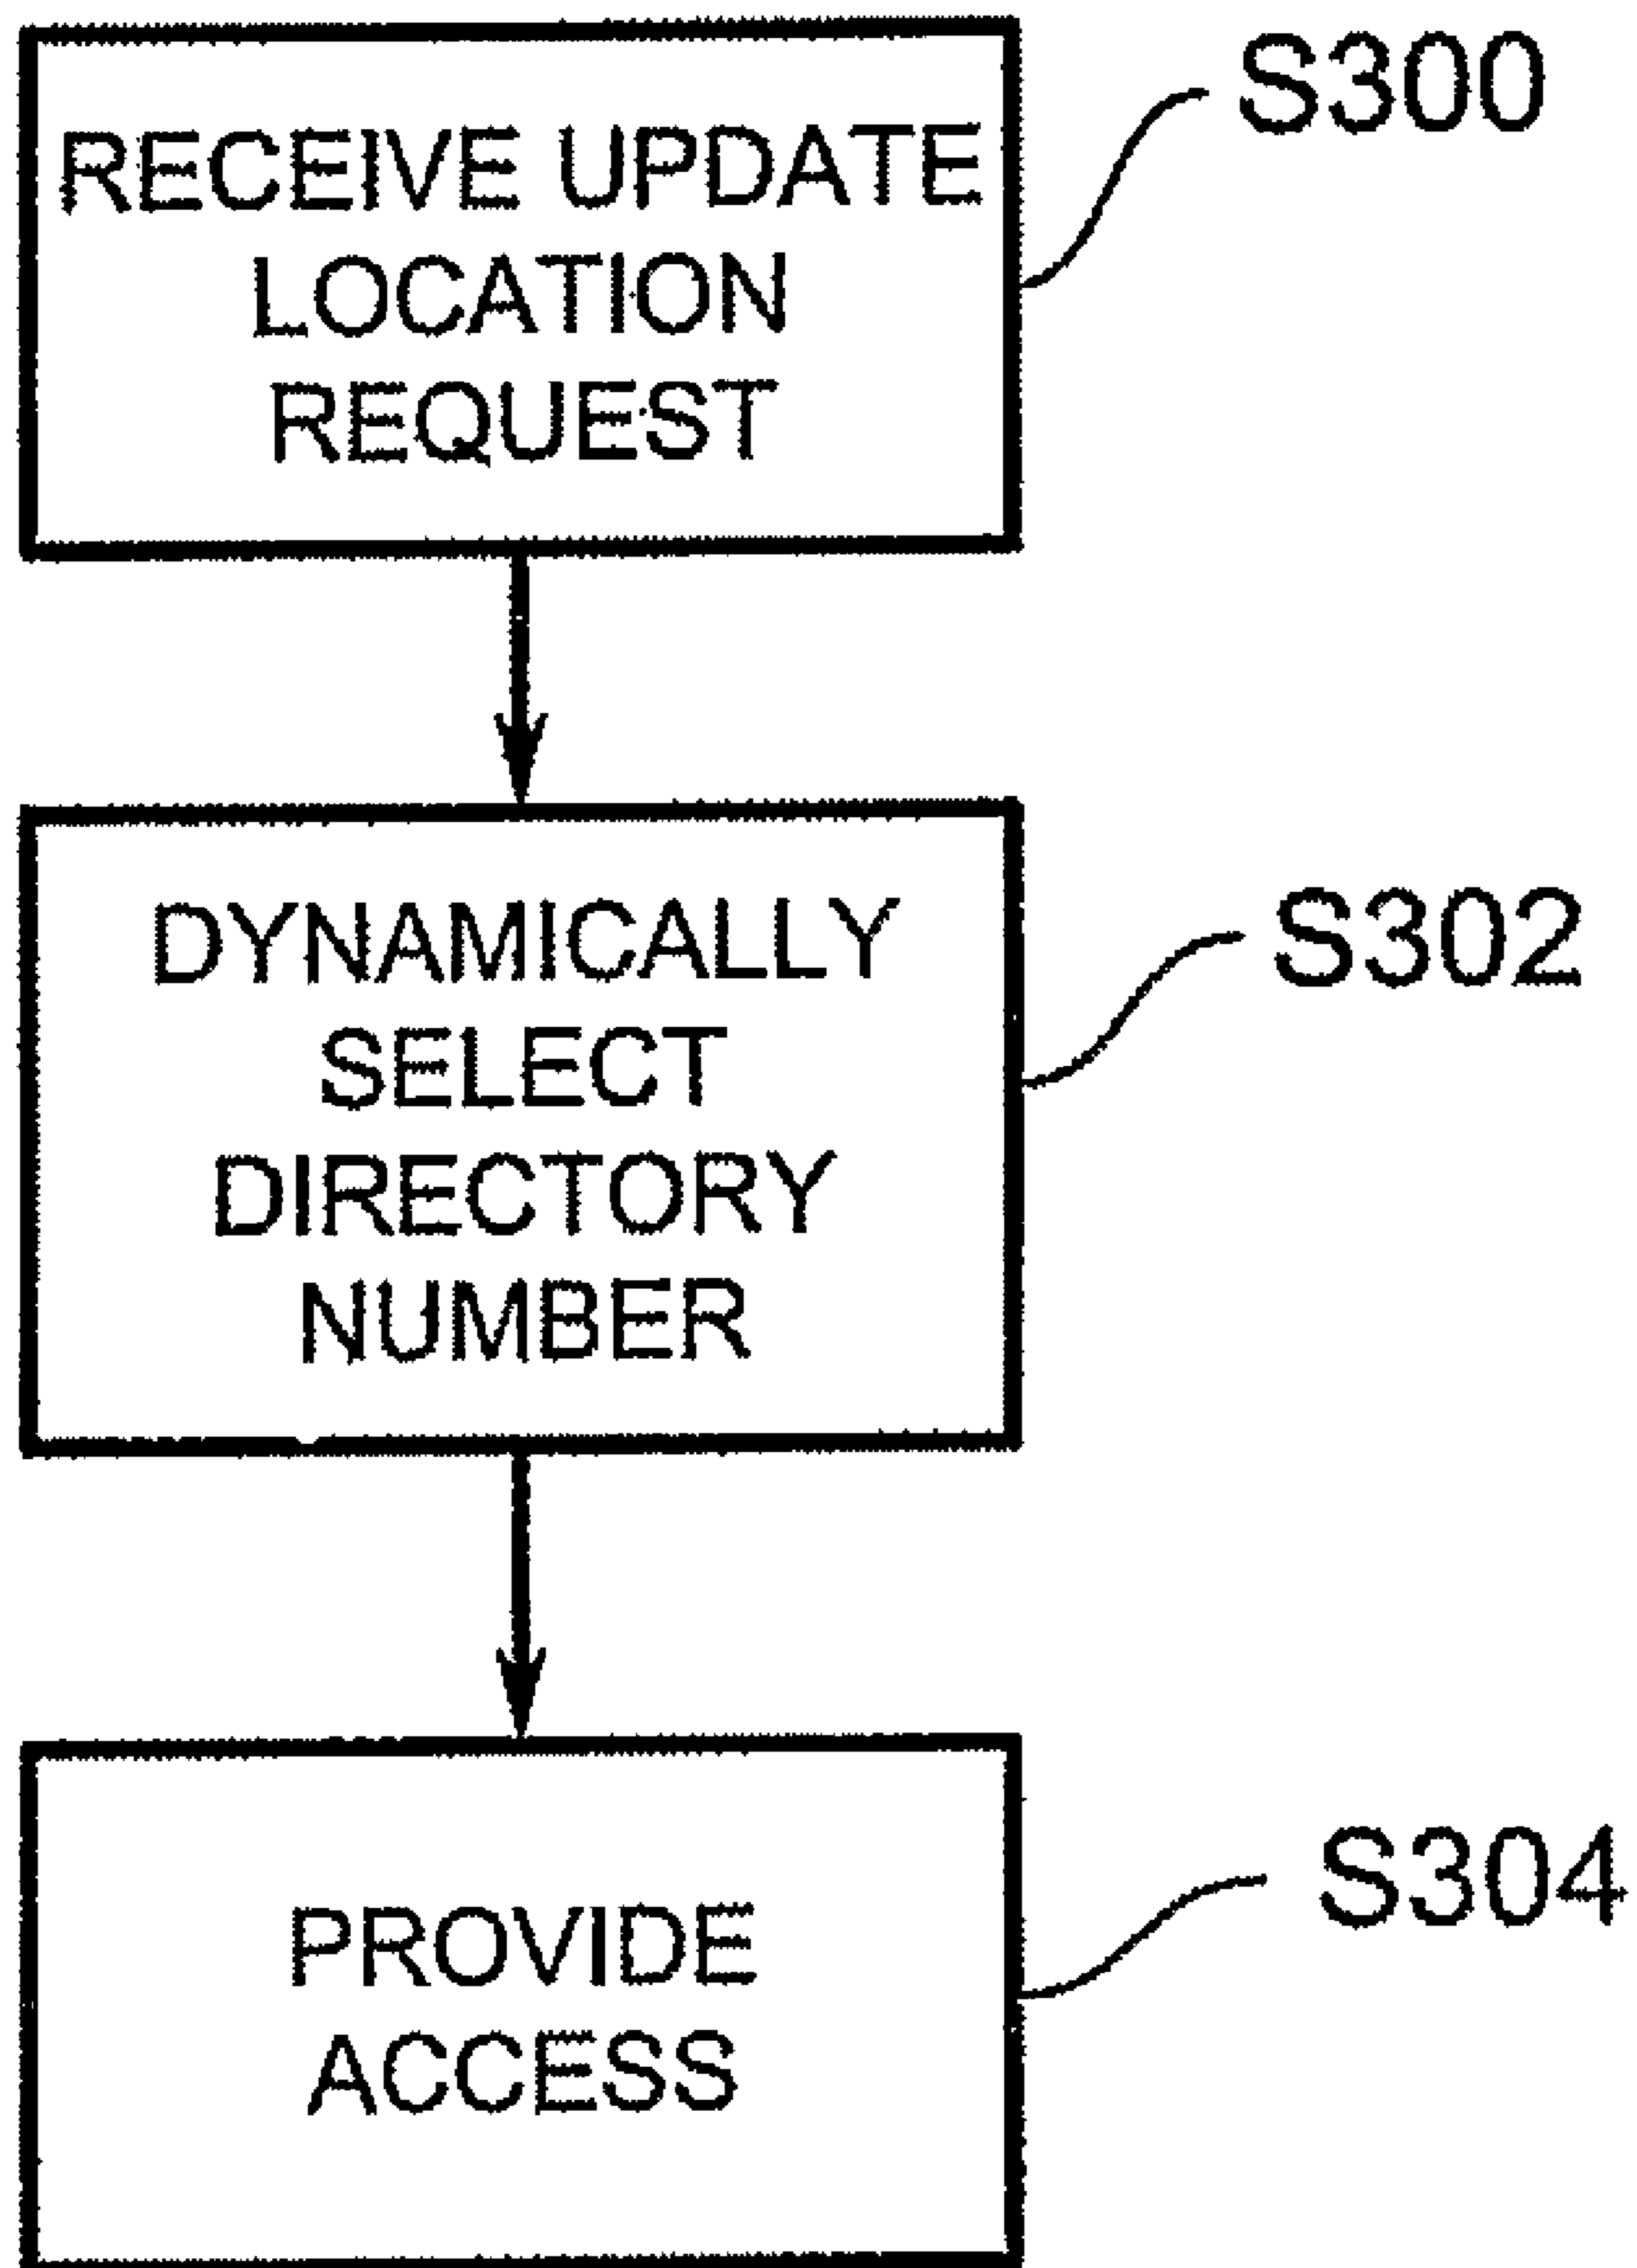 RECEIVE UPDATE
LOCATION
REQUEST
S300
DYNAMICALLY
SELECT
DIRECTORY
NUMBER
S302
PROVIDE
ACCESS
S304